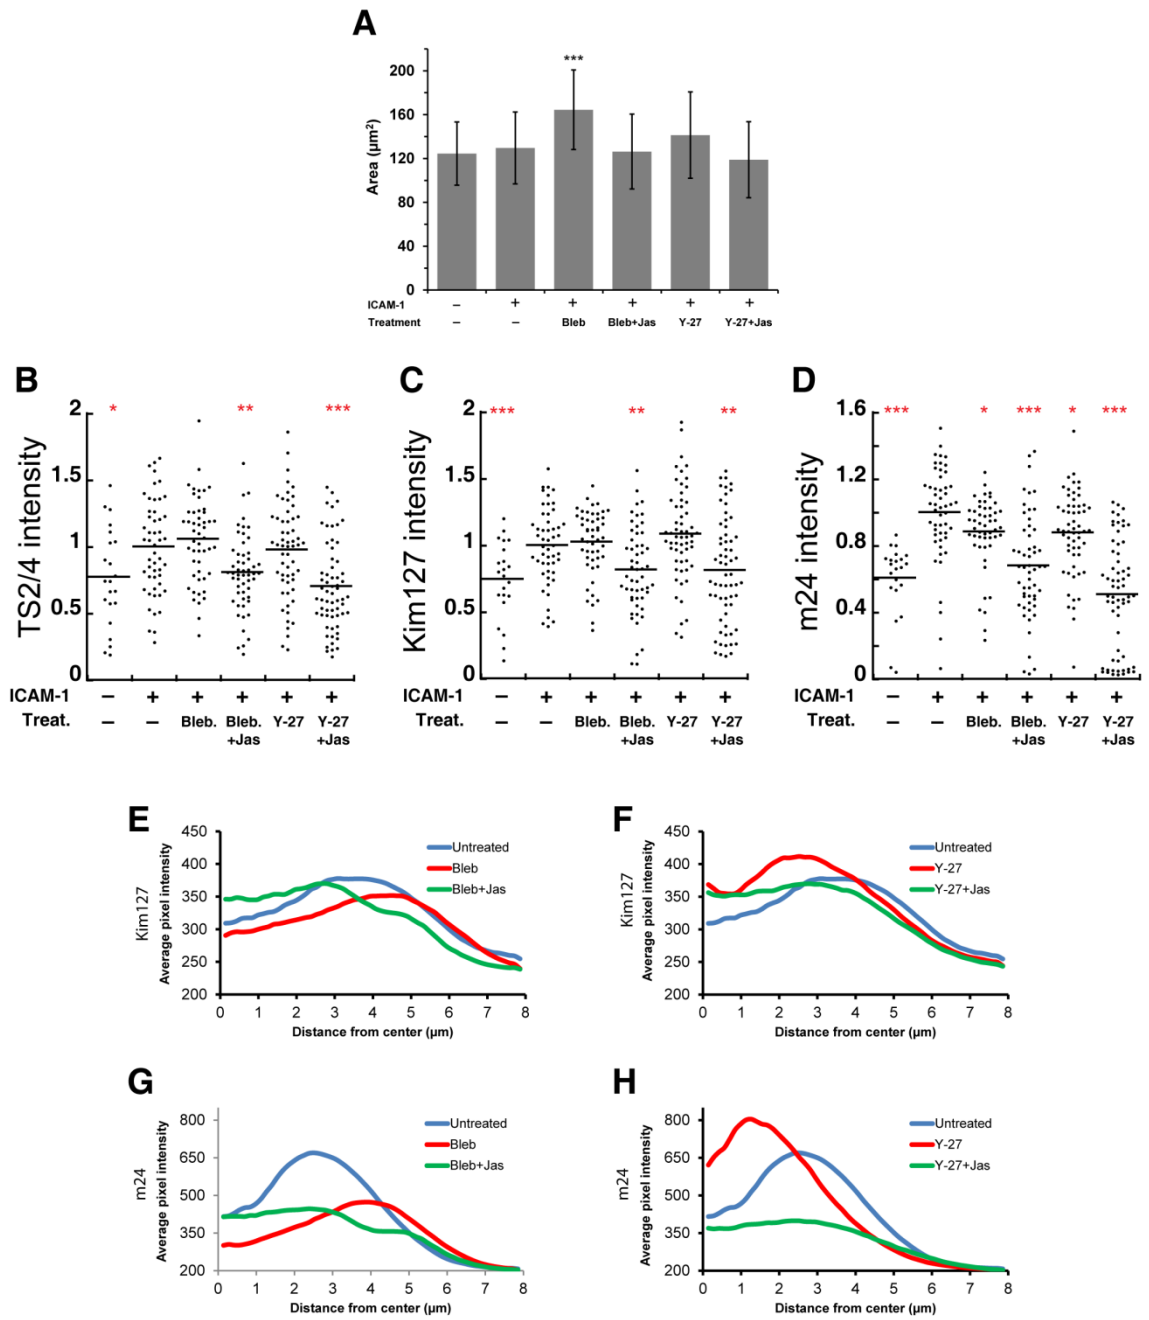 A
***
200
160
120
80
40
0
Area (µm²)
ICAM-1 – + + + + +
Treatment – – Bleb Bleb+Jas Y-27 Y-27+Jas
B
* ** ***
2
1.5
1
0.5
0
TS2/4 intensity
ICAM-1 – + + + + +
Treat. – – Bleb. Bleb. Y-27 Y-27
+Jas +Jas
C
*** ** **
2
1.5
1
0.5
0
Kim127 intensity
ICAM-1 – + + + + +
Treat. – – Bleb. Bleb. Y-27 Y-27
+Jas +Jas
D
*** * *** * ***
1.6
1.2
0.8
0.4
0
m24 intensity
ICAM-1 – + + + + +
Treat. – – Bleb. Bleb. Y-27 Y-27
+Jas +Jas
E
450
400
350
300
250
200
Kim127
Average pixel intensity
Untreated
Bleb
Bleb+Jas
0 1 2 3 4 5 6 7 8
Distance from center (µm)
F
450
400
350
300
250
200
Kim127
Average pixel intensity
Untreated
Y-27
Y-27+Jas
0 1 2 3 4 5 6 7 8
Distance from center (µm)
G
800
650
500
350
200
m24
Average pixel intensity
Untreated
Bleb
Bleb+Jas
0 1 2 3 4 5 6 7 8
Distance from center (µm)
H
800
650
500
350
200
m24
Average pixel intensity
Untreated
Y-27
Y-27+Jas
0 1 2 3 4 5 6 7 8
Distance from center (µm)